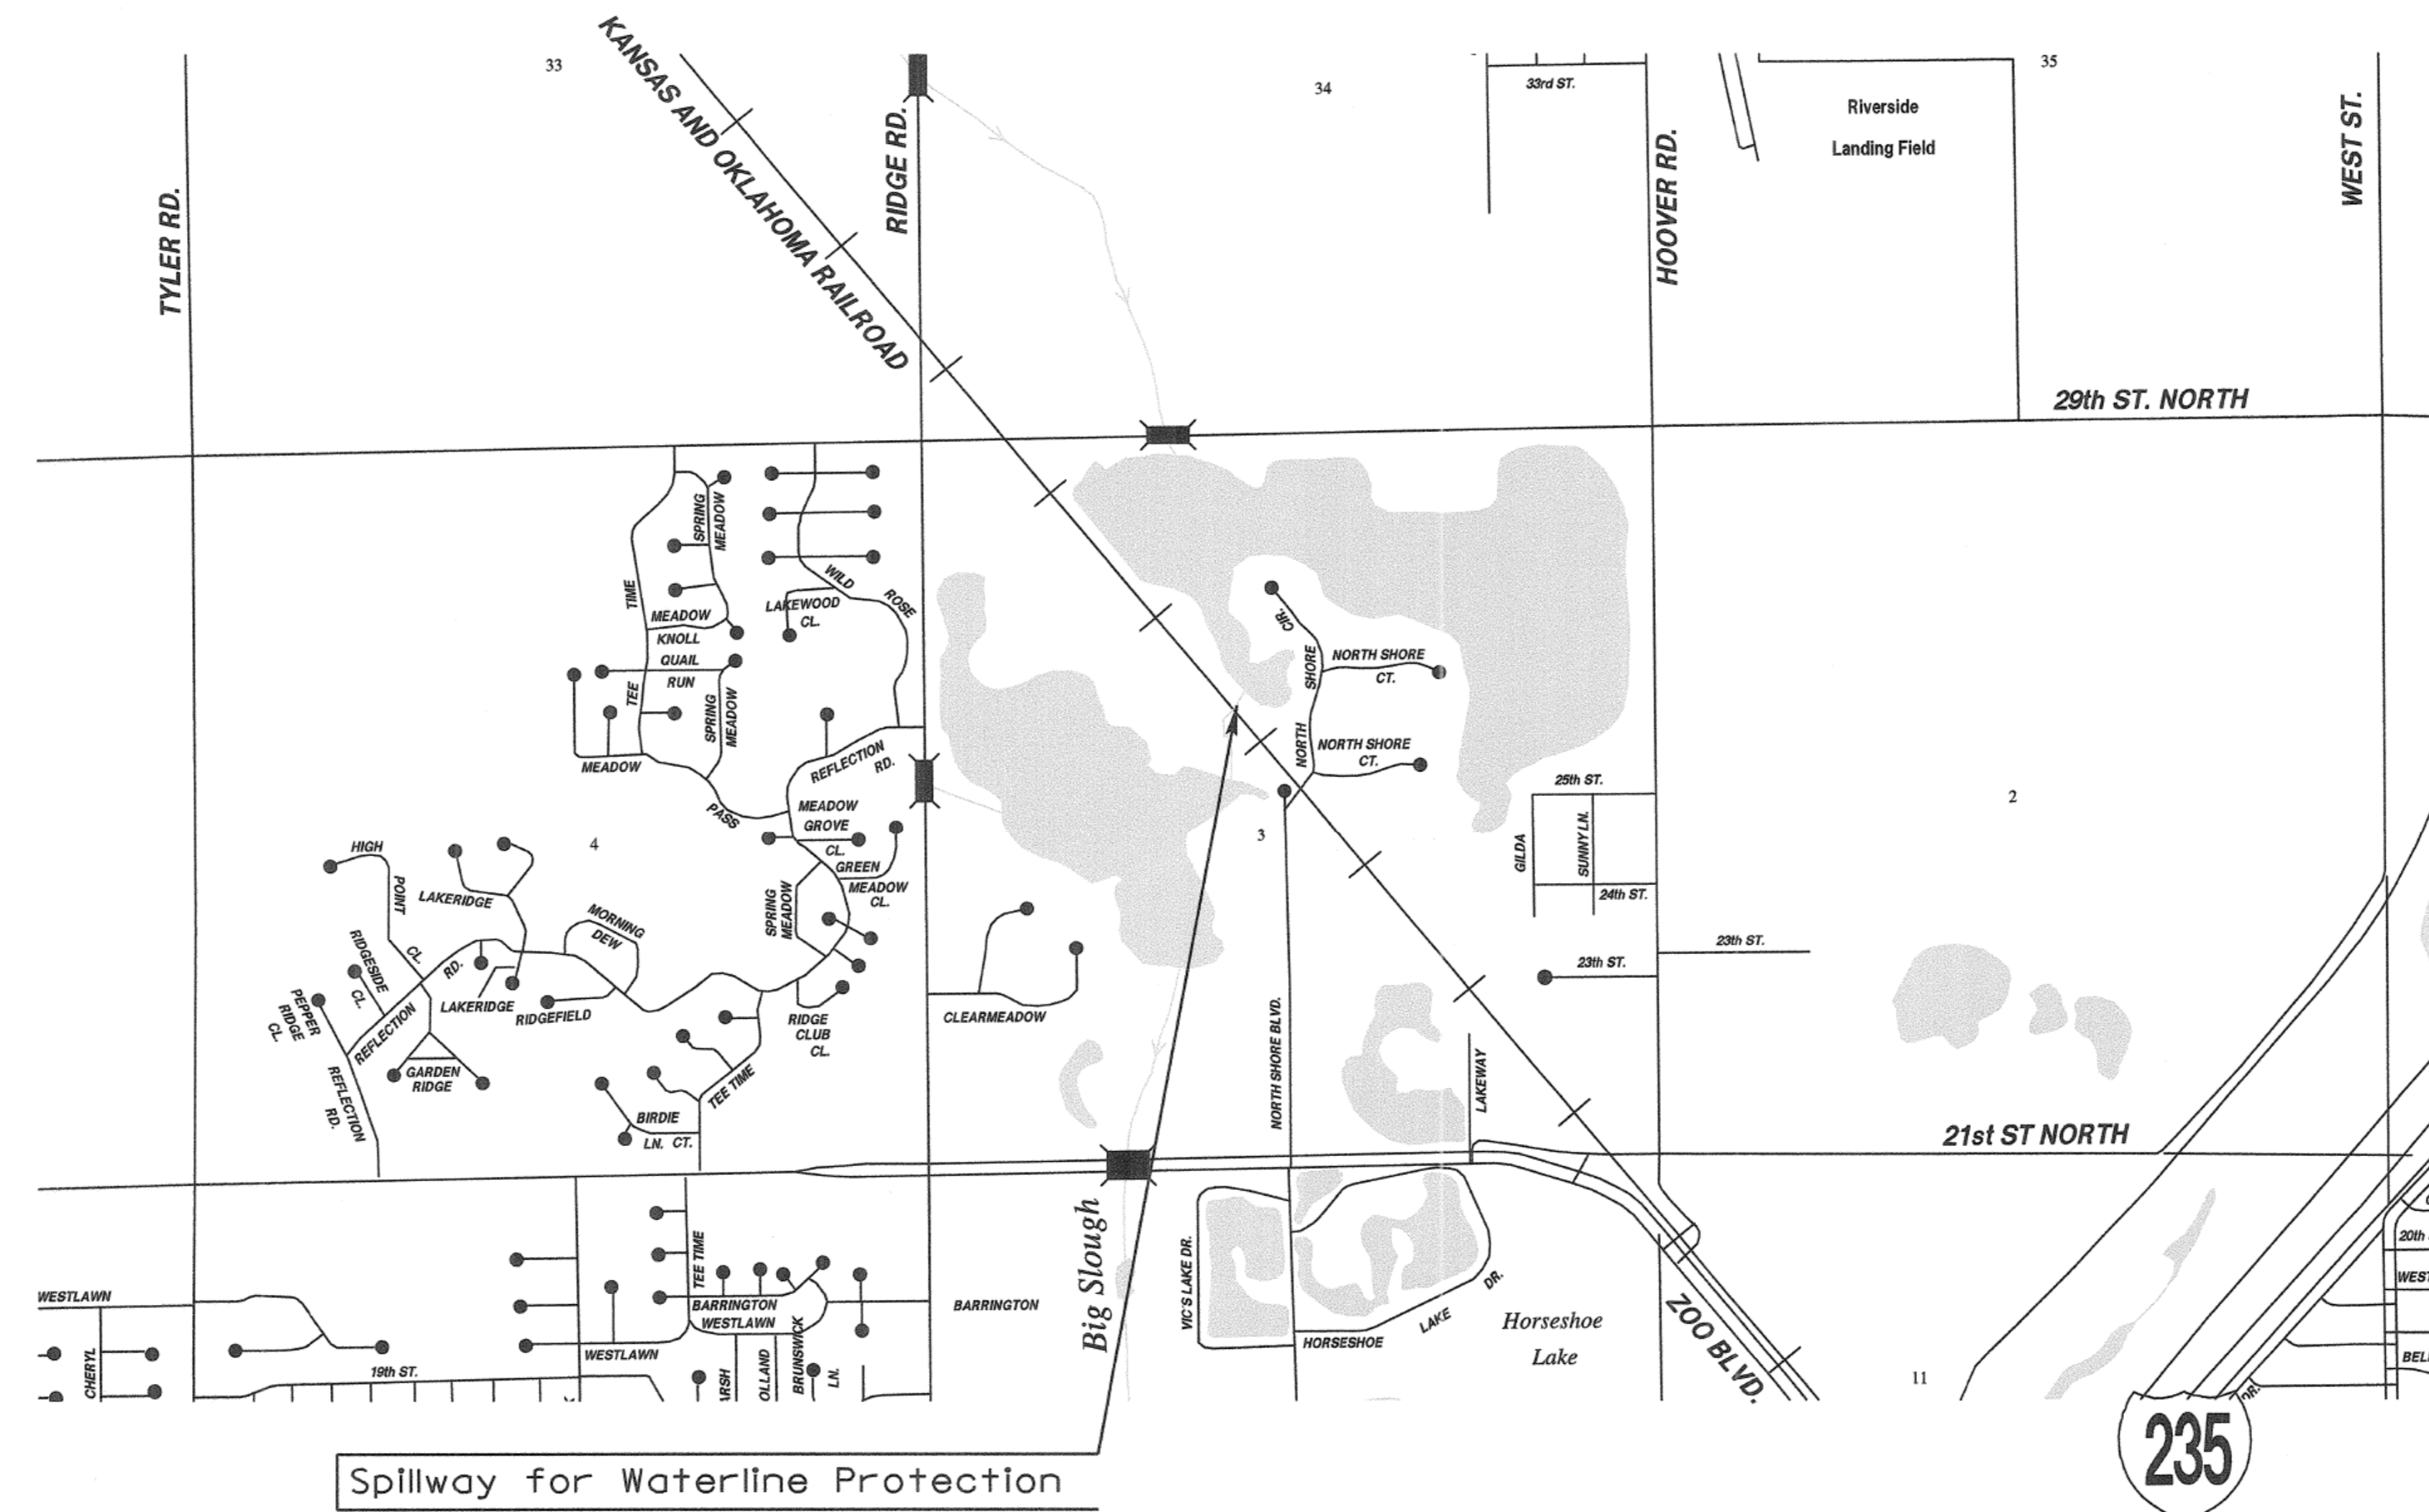 33
34
35
KANSAS AND OKLAHOMA RAILROAD
RIDGE RD.
33rd ST.
Riverside
Landing Field
HOOVER RD.
WEST ST.
TYLER RD.
29th ST. NORTH
SPRING
MEADOW
TIME
WILD
ROSE
LAKEWOOD
CL.
MEADOW
KNOLL
QUAIL
RUN
TEE
SPRING
MEADOW
MEADOW
PASS
REFLECTION
RD.
CIR.
SHORE
NORTH
NORTH SHORE
CT.
NORTH SHORE
CT.
25th ST.
GILDA
SUNNY LN.
24th ST.
23th ST.
23th ST.
2
3
4
MEADOW
GROVE
CL.
GREEN
MEADOW
CL.
SPRING
MEADOW
HIGH
POINT
CL.
LAKERIDGE
MORNING
DEW
RIDGESIDE
CL.
RD.
PEPPER
RIDGE
CL.
REFLECTION
LAKERIDGE
RIDGEFIELD
RIDGE
CLUB
CL.
CLEARMEADOW
GARDEN
RIDGE
REFLECTION
RD.
TEE TIME
BIRDIE
LN. CT.
NORTH SHORE BLVD.
LAKEWAY
21st ST NORTH
Big Slough
VIC'S LAKE DR.
HORSESHOE
LAKE
DR.
Horseshoe
Lake
ZOO BLVD.
11
20th
WEST
BELL
DR.
WESTLAWN
CHERYL
19th ST.
WESTLAWN
TEE TIME
BARRINGTON
WESTLAWN
BARRINGTON
ARSH
OLLAND
BRUNSWICK
LN.
235
Spillway for Waterline Protection